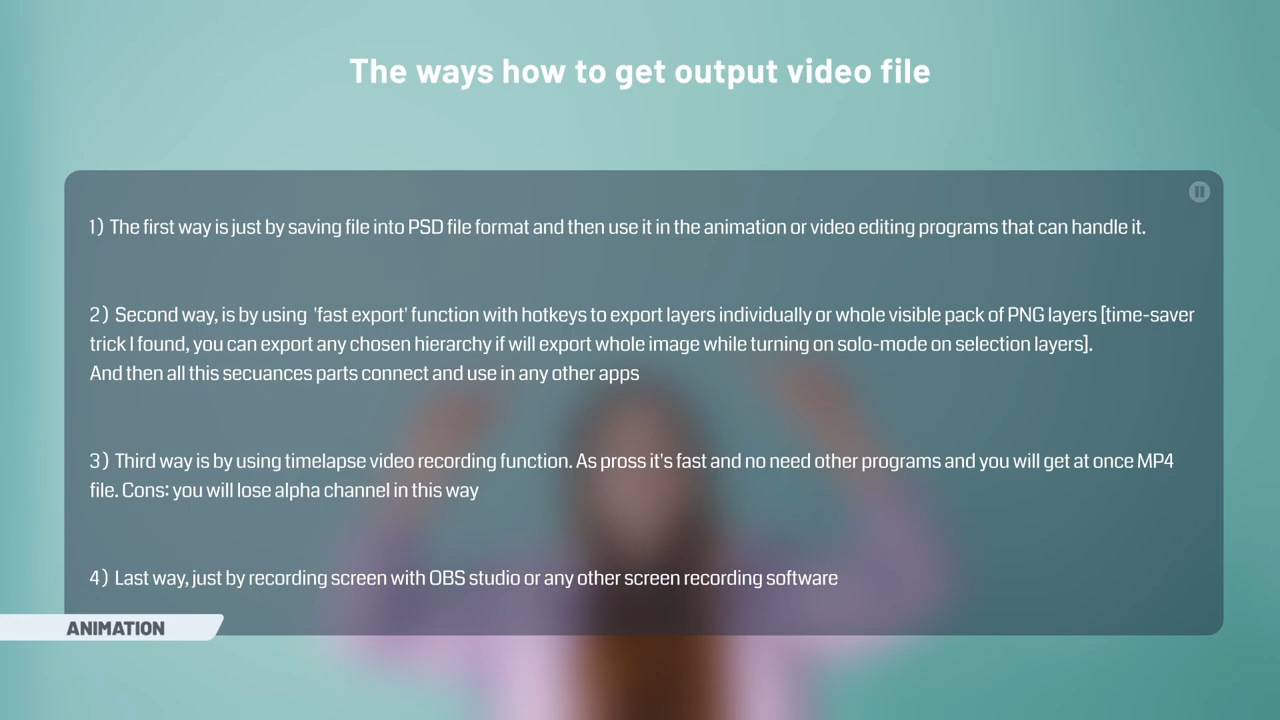 The ways how to get output video file
1) The first way is just by saving file into PSD file format and then use it in the animation or video editing programs that can handle it.
2) Second way, is by using 'fast export' function with hotkeys to export layers individually or whole visible pack of PNG layers [time-saver
trick I found, you can export any chosen hierarchy if will export whole image while turning on solo-mode on selection layers].
And then all this secuances parts connect and use in any other apps
3) Third way is by using timelapse video recording function. As pross it's fast and no need other programs and you will get at once MP4
file. Cons: you will lose alpha channel in this way
4) Last way, just by recording screen with OBS studio or any other screen recording software
ANIMATION